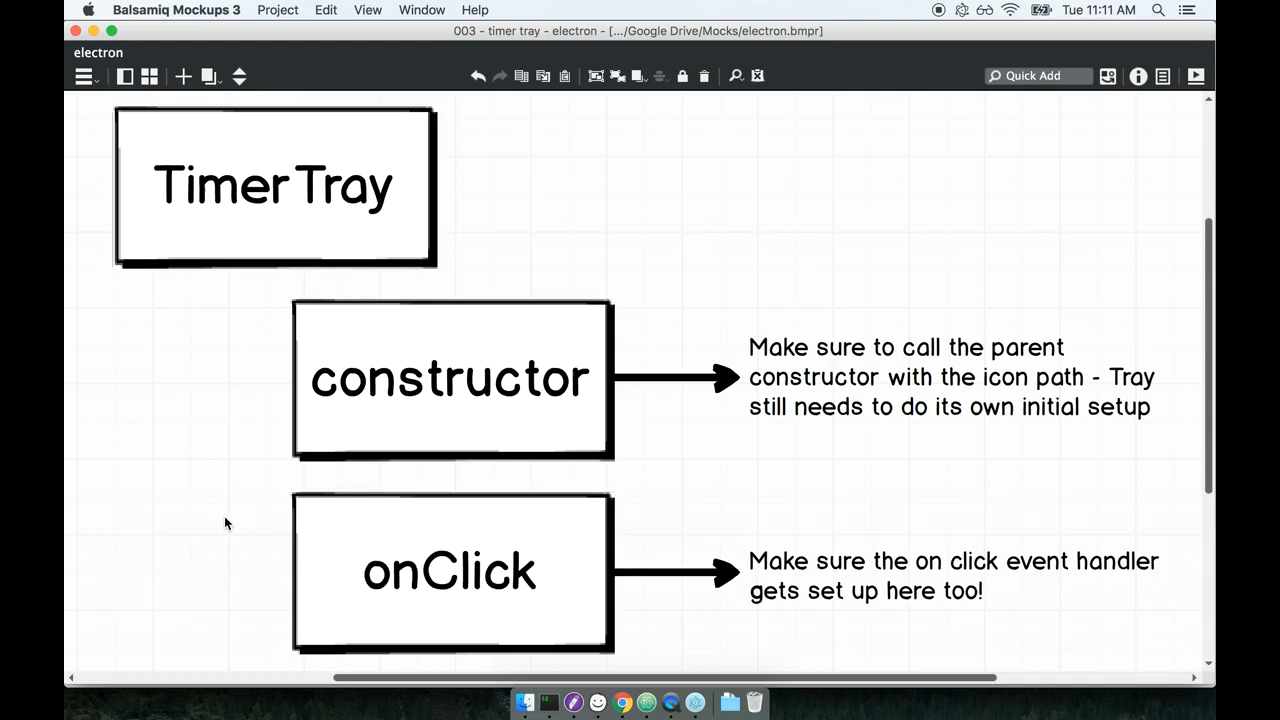 Balsamiq Mockups 3 Project Edit View Window Help Tue 11:11 AM
003 - timer tray - electron - [.../Google Drive/Mocks/electron.bmpr]
electron
Quick Add
TimerTray
constructor
Make sure to call the parent
constructor with the icon path - Tray
still needs to do its own initial setup
onClick
Make sure the on click event handler
gets set up here too!